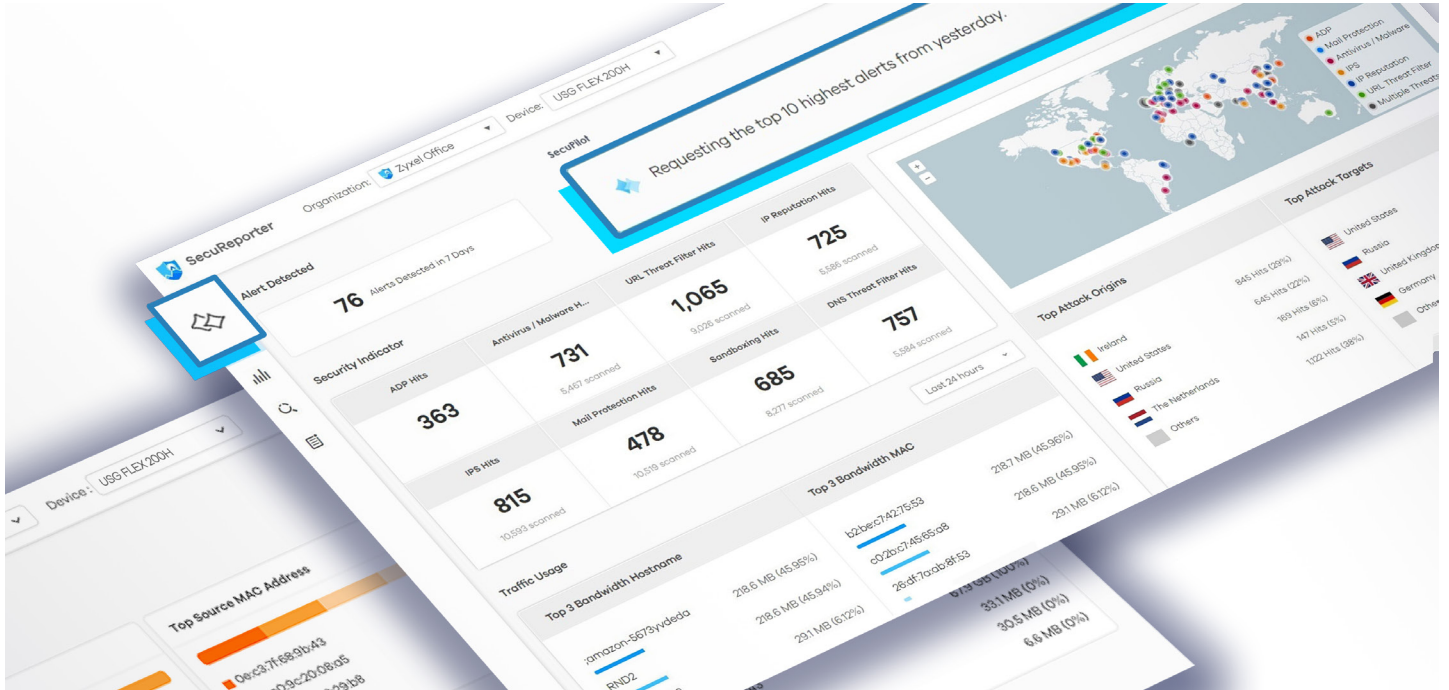 SecuReporter
Organization:
Zyxel Office
Device:
USG FLEX 200H
Alert Detected
76 Alerts Detected in 7 Days
SecuPilot
Requesting the top 10 highest alerts from yesterday.
Security Indicator
ADP Hits
363
Antivirus / Malware H...
731
5,467 scanned
URL Threat Filter Hits
1,065
9,026 scanned
IP Reputation Hits
725
5,586 scanned
IPS Hits
815
10,593 scanned
Mail Protection Hits
478
10,519 scanned
Sandboxing Hits
685
8,277 scanned
DNS Threat Filter Hits
757
5,584 scanned
+
−
ADP
Mail Protection
Antivirus / Malware
IPS
IP Reputation
URL Threat Filter
Multiple Threats
Top Attack Origins
Ireland
845 Hits (29%)
United States
645 Hits (22%)
Russia
169 Hits (6%)
The Netherlands
147 Hits (5%)
Others
1,122 Hits (38%)
Top Attack Targets
United States
Russia
United Kingdo
Germany
Othe
Last 24 hours
Traffic Usage
Top 3 Bandwidth Hostname
:amazon-5673yvdeda
218.6 MB (45.95%)
RND2
218.6 MB (45.94%)
29.1 MB (6.12%)
Top 3 Bandwidth MAC
b2:be:c7:42:75:53
218.7 MB (45.96%)
c0:2b:c7:45:65:a8
218.6 MB (45.95%)
26:df:7a:ab:8f:53
29.1 MB (6.12%)
Device:
USG FLEX 200H
Top Source MAC Address
0e:c3:7f:68:9b:43
0:9c:20:08:a5
:29:b8
67.9 GB (100%)
33.1 MB (0%)
30.5 MB (0%)
6.6 MB (0%)